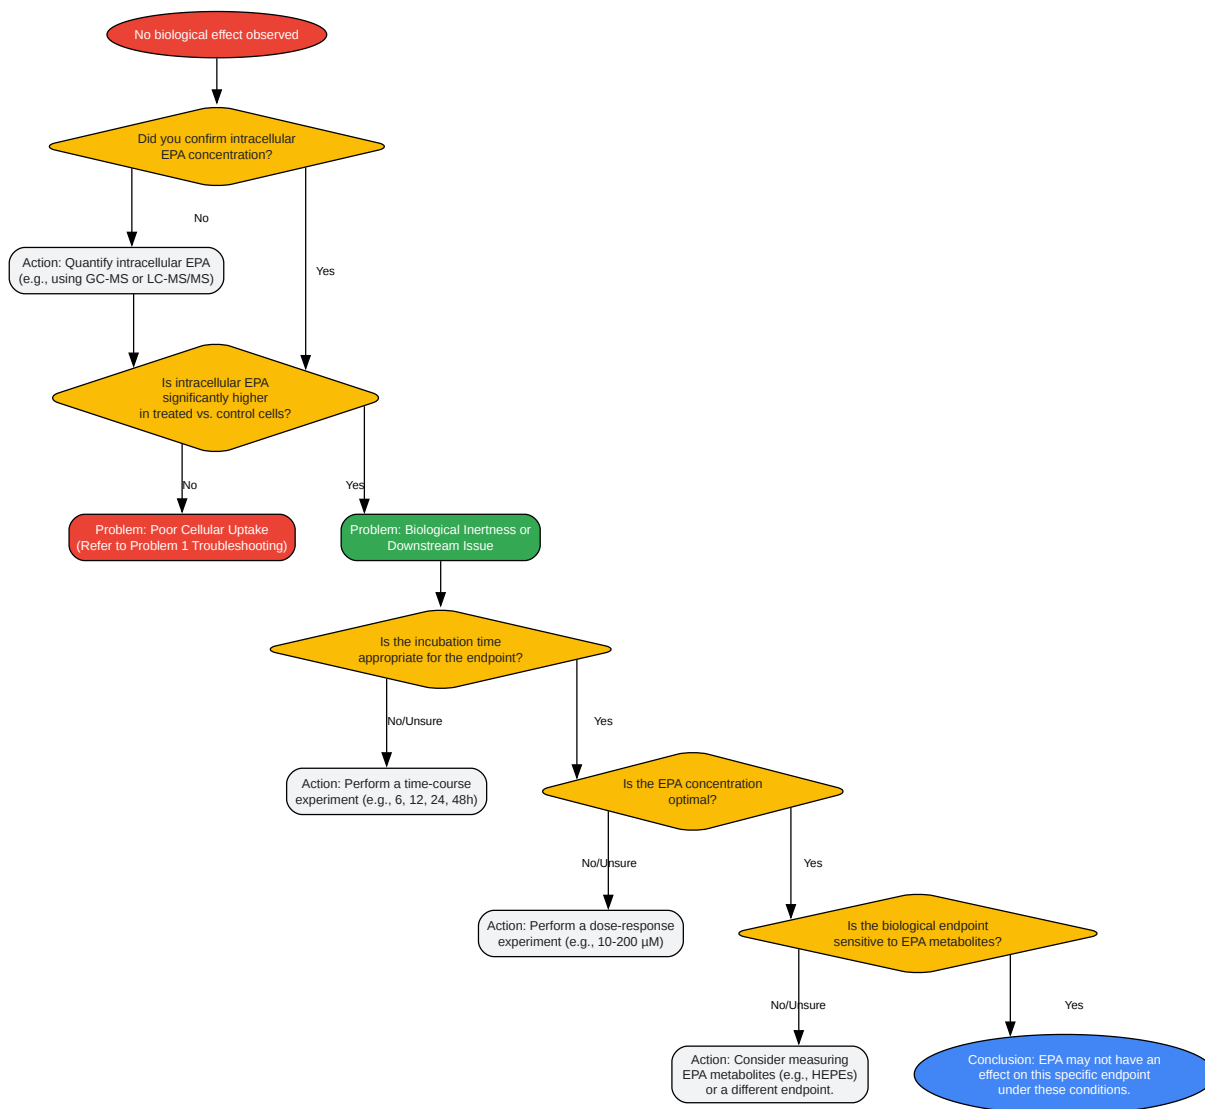 No biological effect observed
Did you confirm intracellular
EPA concentration?
No
Yes
Action: Quantify intracellular EPA
(e.g., using GC-MS or LC-MS/MS)
Is intracellular EPA
significantly higher
in treated vs. control cells?
No
Yes
Problem: Poor Cellular Uptake
(Refer to Problem 1 Troubleshooting)
Problem: Biological Inertness or
Downstream Issue
Is the incubation time
appropriate for the endpoint?
No/Unsure
Yes
Action: Perform a time-course
experiment (e.g., 6, 12, 24, 48h)
Is the EPA concentration
optimal?
No/Unsure
Yes
Action: Perform a dose-response
experiment (e.g., 10-200 µM)
Is the biological endpoint
sensitive to EPA metabolites?
No/Unsure
Yes
Action: Consider measuring
EPA metabolites (e.g., HEPEs)
or a different endpoint.
Conclusion: EPA may not have an
effect on this specific endpoint
under these conditions.